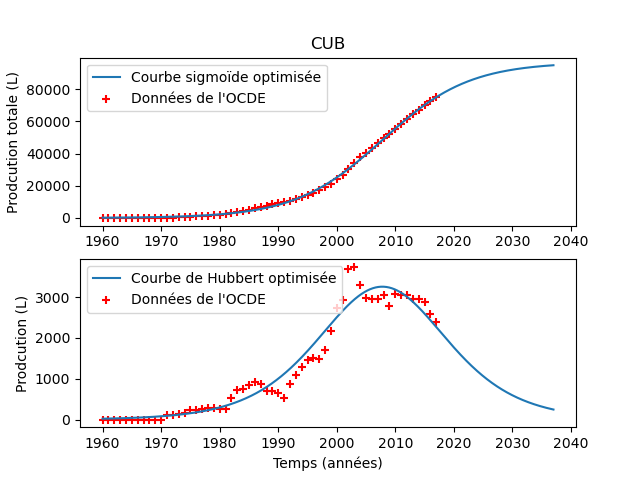 CUB
Prodcution totale (L)
80000
60000
40000
20000
0
Courbe sigmoïde optimisée
Données de l'OCDE
1960 1970 1980 1990 2000 2010 2020 2030 2040
Prodcution (L)
3000
2000
1000
0
Courbe de Hubbert optimisée
Données de l'OCDE
1960 1970 1980 1990 2000 2010 2020 2030 2040
Temps (années)